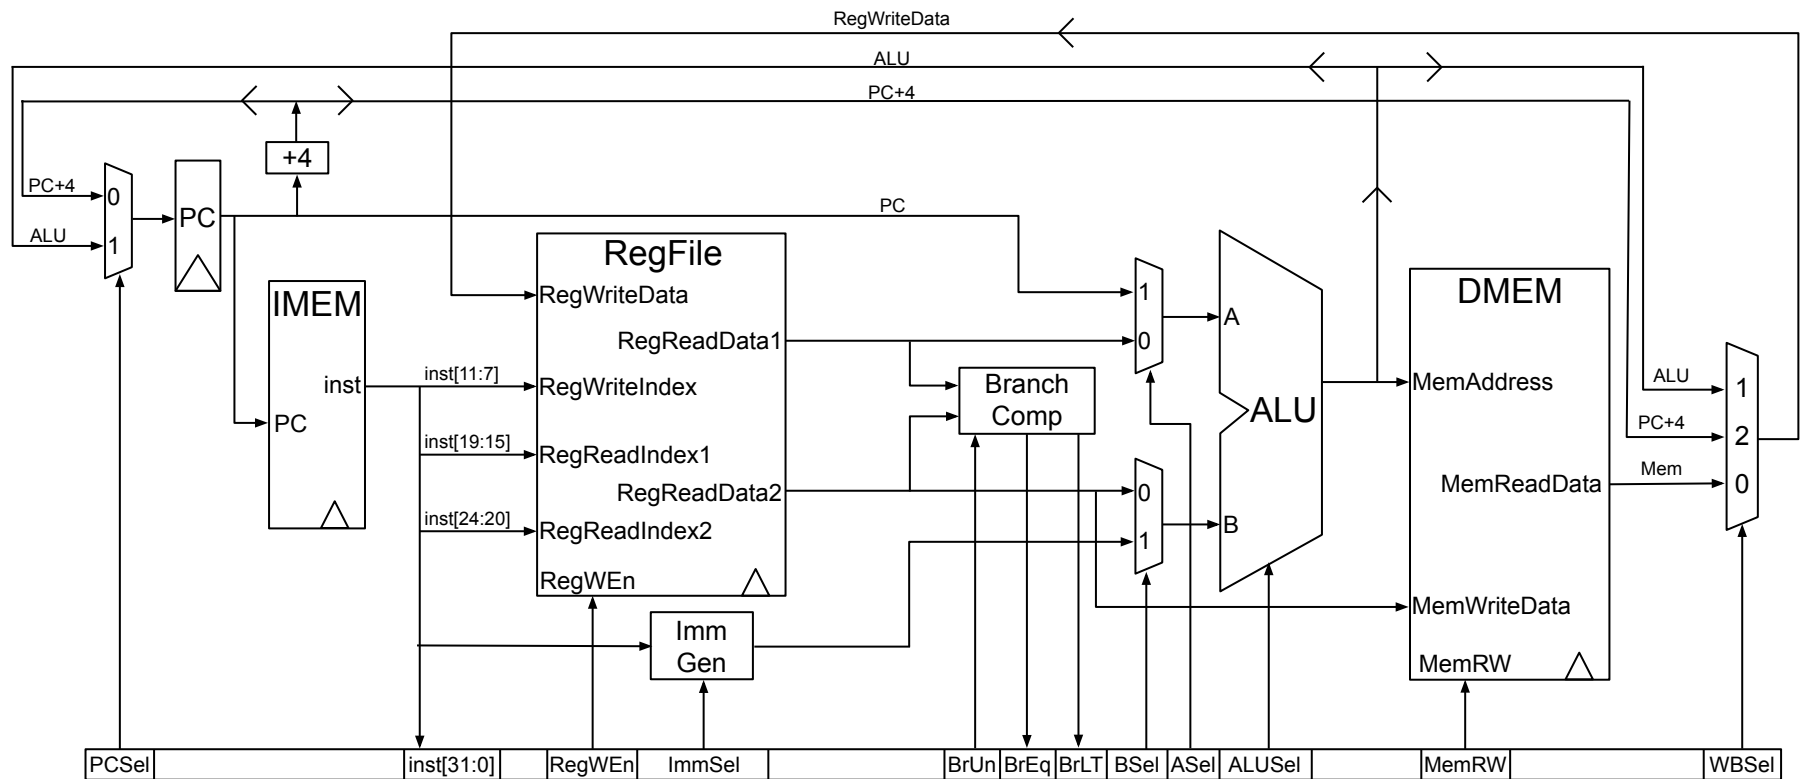 RegWriteData
ALU
PC+4
+4
PC+4
0
PC
PC
ALU
1
RegFile
IMEM
RegWriteData
1
DMEM
A
RegReadData1
0
inst
inst[11:7]
RegWriteIndex
Branch
Comp
MemAddress
ALU
1
ALU
PC
PC+4
2
inst[19:15]
RegReadIndex1
RegReadData2
0
MemReadData
Mem
0
inst[24:20]
RegReadIndex2
B
1
RegWEn
MemWriteData
Imm
Gen
MemRW
PCSel
inst[31:0]
RegWEn
ImmSel
BrUn
BrEq
BrLT
BSel
ASel
ALUSel
MemRW
WBSel